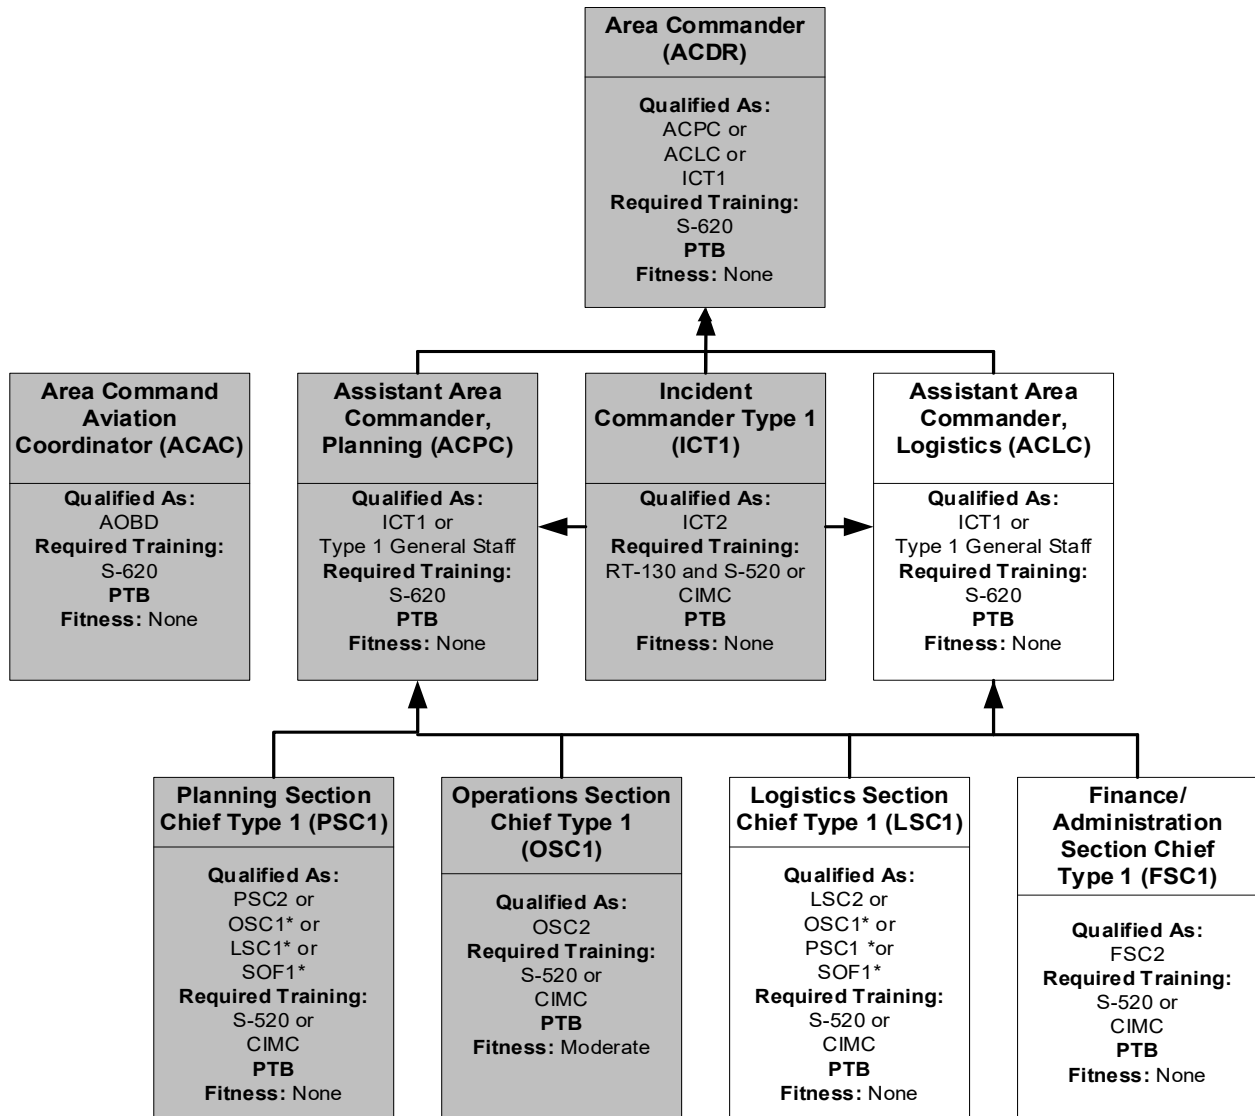 Area Commander
(ACDR)
Qualified As:
ACPC or
ACLC or
ICT1
Required Training:
S-620
PTB
Fitness: None
Area Command
Aviation
Coordinator (ACAC)
Qualified As:
AOBD
Required Training:
S-620
PTB
Fitness: None
Assistant Area
Commander,
Planning (ACPC)
Qualified As:
ICT1 or
Type 1 General Staff
Required Training:
S-620
PTB
Fitness: None
Incident
Commander Type 1
(ICT1)
Qualified As:
ICT2
Required Training:
RT-130 and S-520 or
CIMC
PTB
Fitness: None
Assistant Area
Commander,
Logistics (ACLC)
Qualified As:
ICT1 or
Type 1 General Staff
Required Training:
S-620
PTB
Fitness: None
Planning Section
Chief Type 1 (PSC1)
Qualified As:
PSC2 or
OSC1* or
LSC1* or
SOF1*
Required Training:
S-520 or
CIMC
PTB
Fitness: None
Operations Section
Chief Type 1
(OSC1)
Qualified As:
OSC2
Required Training:
S-520 or
CIMC
PTB
Fitness: Moderate
Logistics Section
Chief Type 1 (LSC1)
Qualified As:
LSC2 or
OSC1* or
PSC1 *or
SOF1*
Required Training:
S-520 or
CIMC
PTB
Fitness: None
Finance/
Administration
Section Chief
Type 1 (FSC1)
Qualified As:
FSC2
Required Training:
S-520 or
CIMC
PTB
Fitness: None